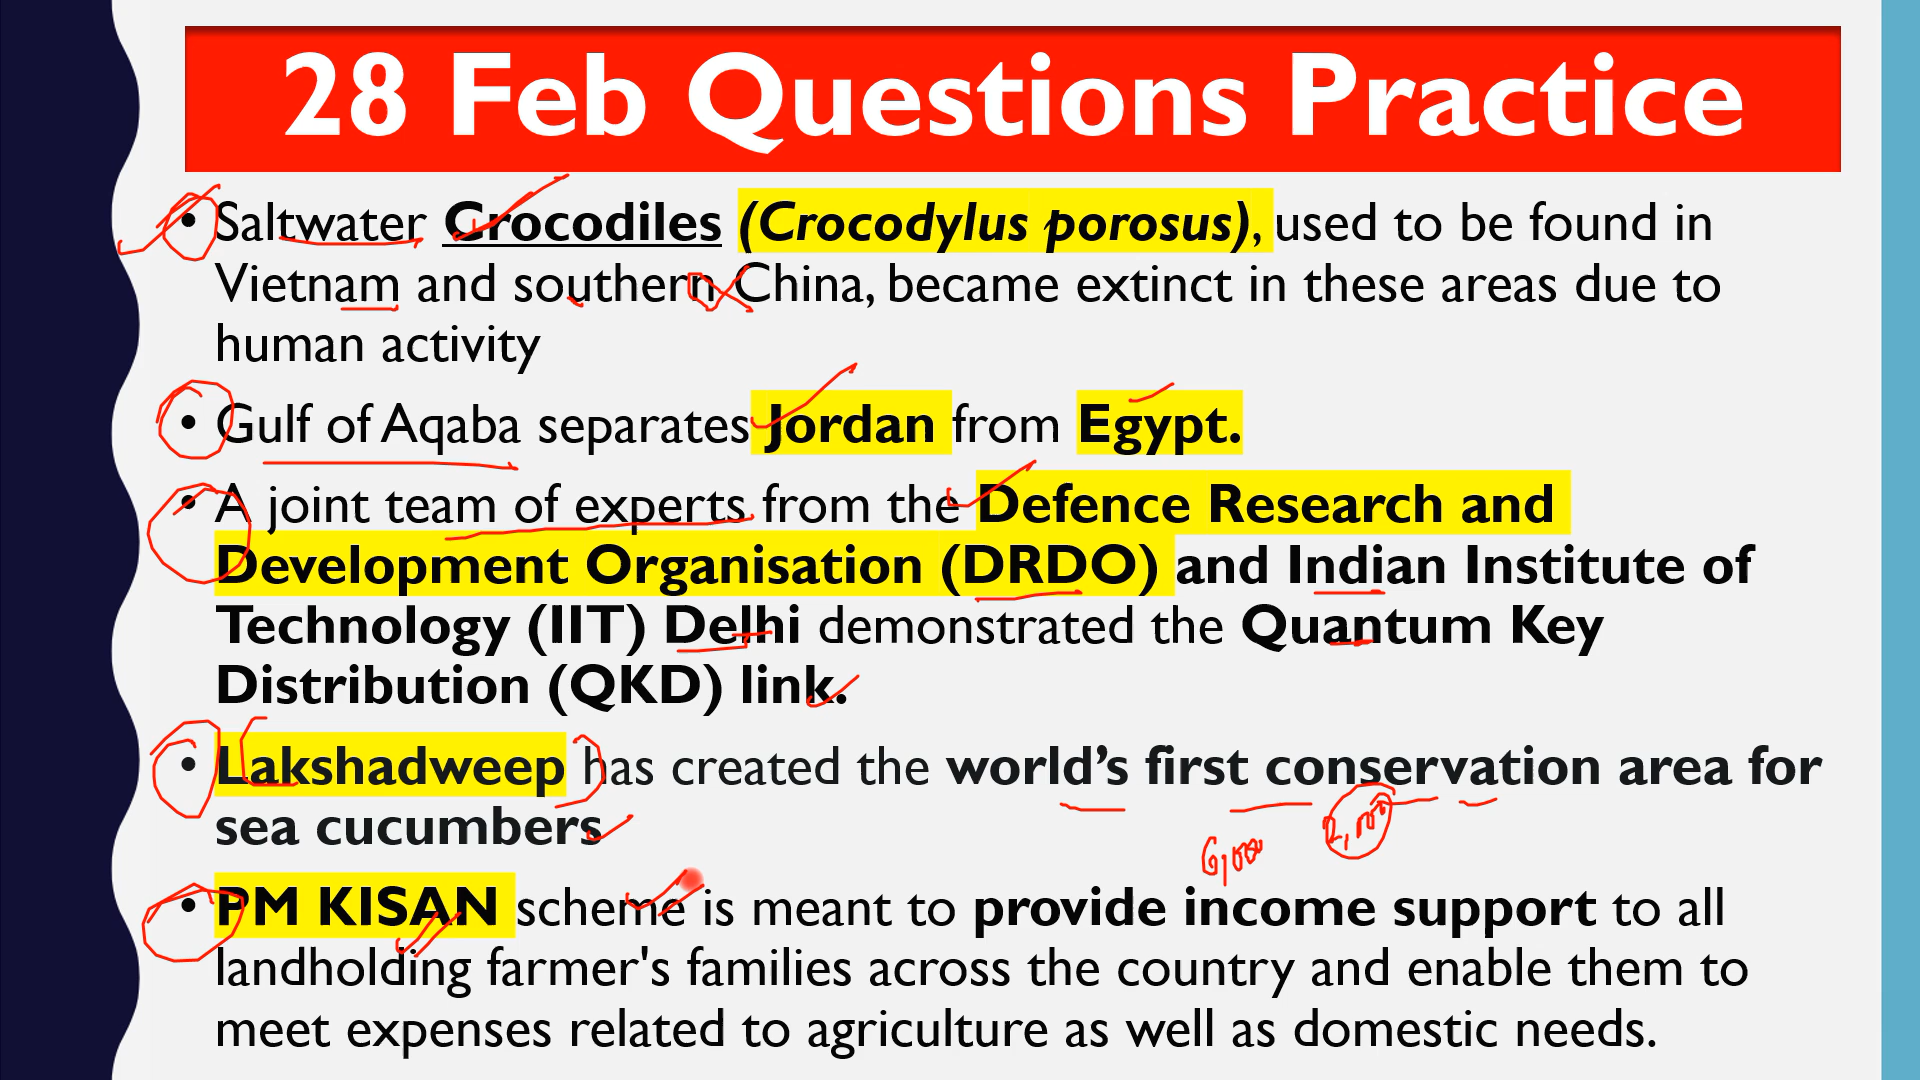 28 Feb Questions Practice
• Saltwater Crocodiles (Crocodylus porosus), used to be found in
Vietnam and southern China, became extinct in these areas due to
human activity
• Gulf of Aqaba separates Jordan from Egypt.
• A joint team of experts from the Defence Research and
Development Organisation (DRDO) and Indian Institute of
Technology (IIT) Delhi demonstrated the Quantum Key
Distribution (QKD) link.
• Lakshadweep has created the world’s first conservation area for
sea cucumbers
6,000 2,000
• PM KISAN scheme is meant to provide income support to all
landholding farmer's families across the country and enable them to
meet expenses related to agriculture as well as domestic needs.